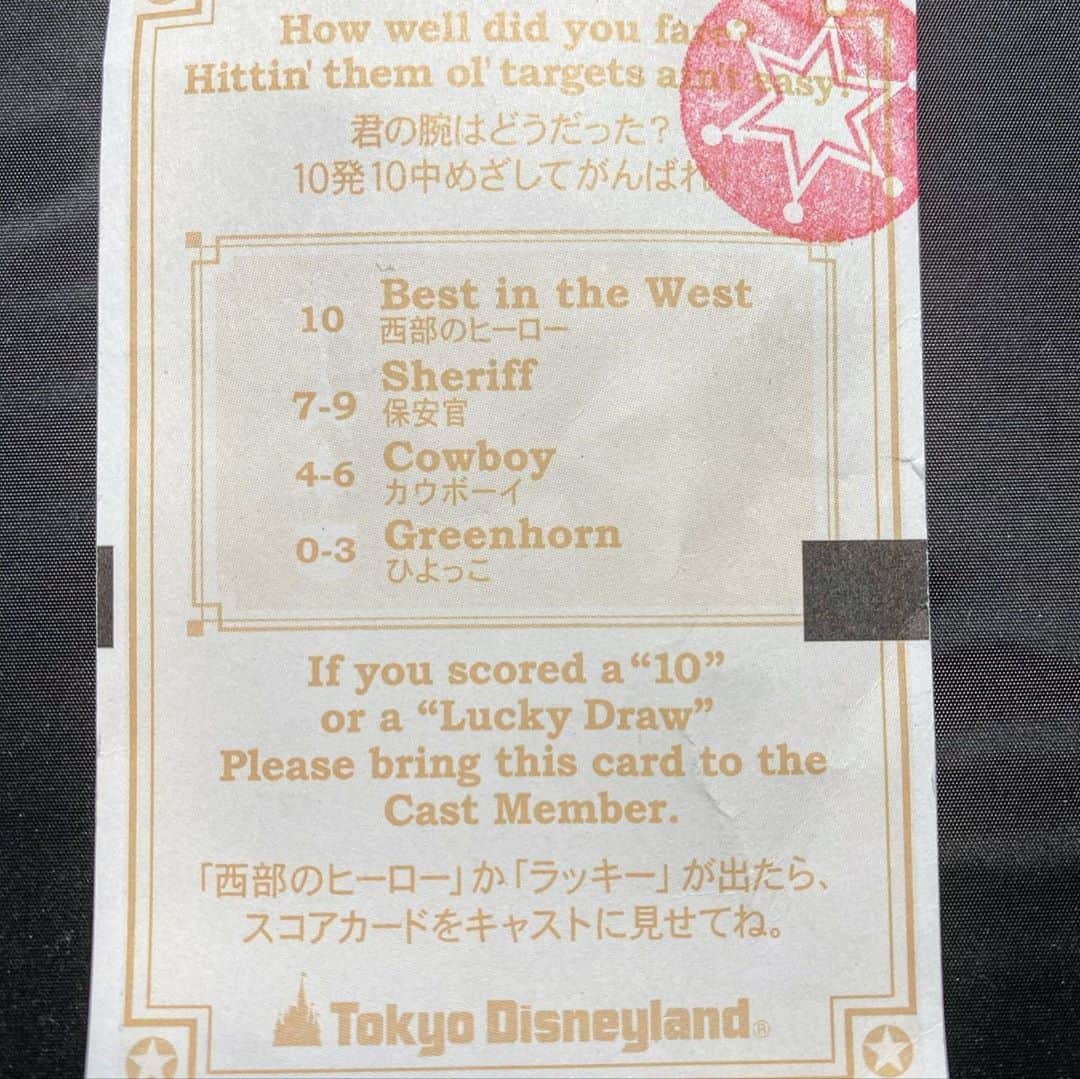 How well did you fare?
Hittin' them ol' targets ain't easy!
君の腕はどうだった?
10発10中めざしてがんばれ!
10 Best in the West
西部のヒーロー
7-9 Sheriff
保安官
4-6 Cowboy
カウボーイ
0-3 Greenhorn
ひよっこ
If you scored a “10”
or a “Lucky Draw”
Please bring this card to the
Cast Member.
「西部のヒーロー」か「ラッキー」が出たら、
スコアカードをキャストに見せてね。
Tokyo Disneyland®